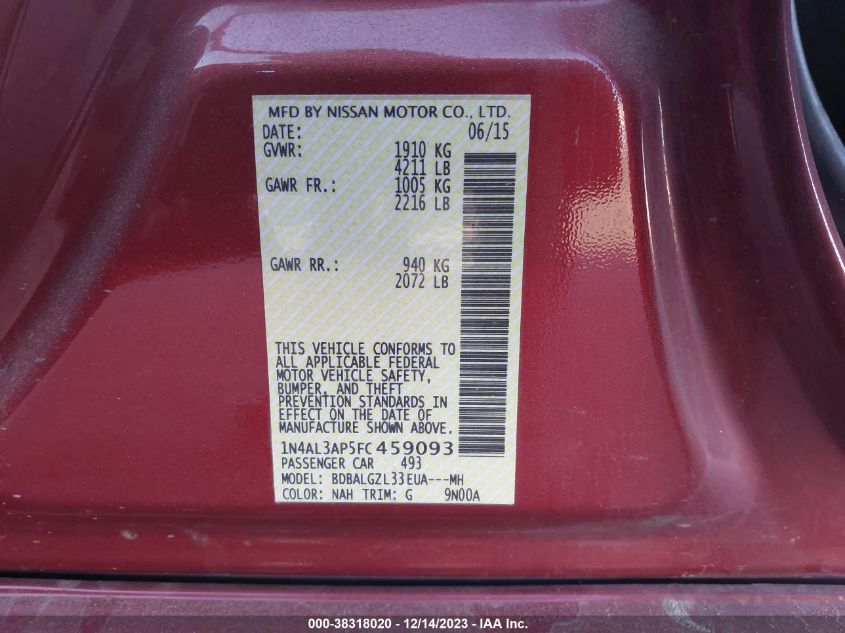 MFD BY NISSAN MOTOR CO., LTD.
DATE: 06/15
GVWR: 1910 KG
4211 LB
GAWR FR.: 1005 KG
2216 LB
GAWR RR.: 940 KG
2072 LB
THIS VEHICLE CONFORMS TO
ALL APPLICABLE FEDERAL
MOTOR VEHICLE SAFETY,
BUMPER, AND THEFT
PREVENTION STANDARDS IN
EFFECT ON THE DATE OF
MANUFACTURE SHOWN ABOVE.
1N4AL3AP5FC459093
PASSENGER CAR 493
MODEL: BDBALGZL33EUA---MH
COLOR: NAH TRIM: G 9N00A
000-38318020 - 12/14/2023 - IAA Inc.